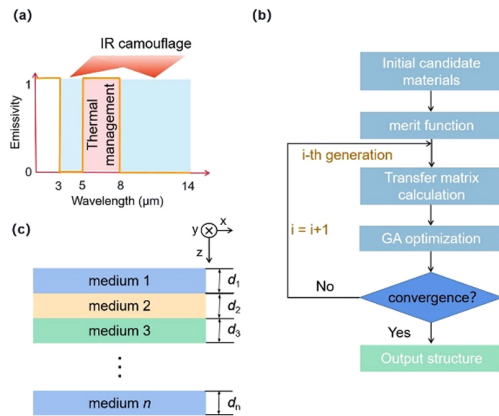 (a)
IR camouflage
Emissivity
1
0
Thermal
management
3
5
8
14
Wavelength (μm)
(b)
Initial candidate
materials
merit function
i-th generation
Transfer matrix
calculation
i = i+1
GA optimization
No
convergence?
Yes
Output structure
(c)
y
x
z
medium 1
d1
medium 2
d2
medium 3
d3
⋮
medium n
dn